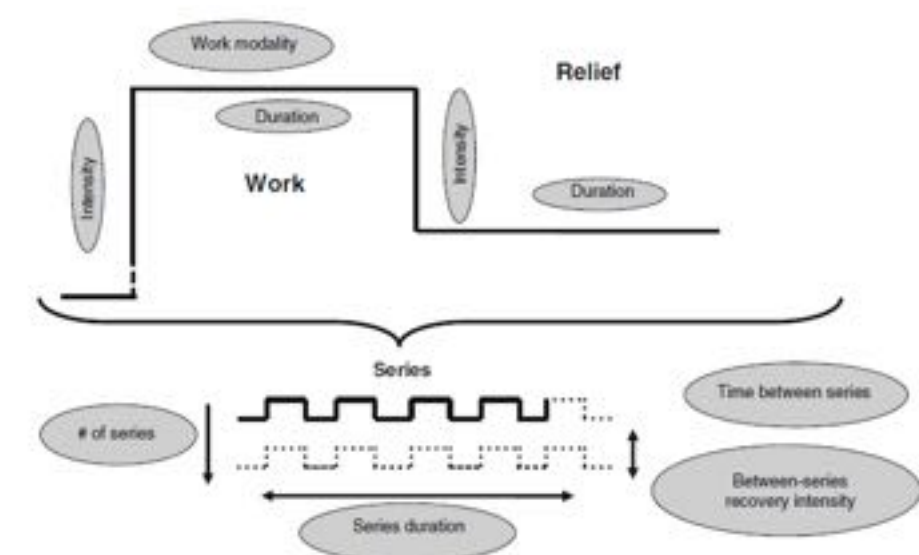 Work modality
Relief
Duration
Intensity
Intensity
Work
Duration
Series
Time between series
# of series
Between-series
recovery intensity
Series duration